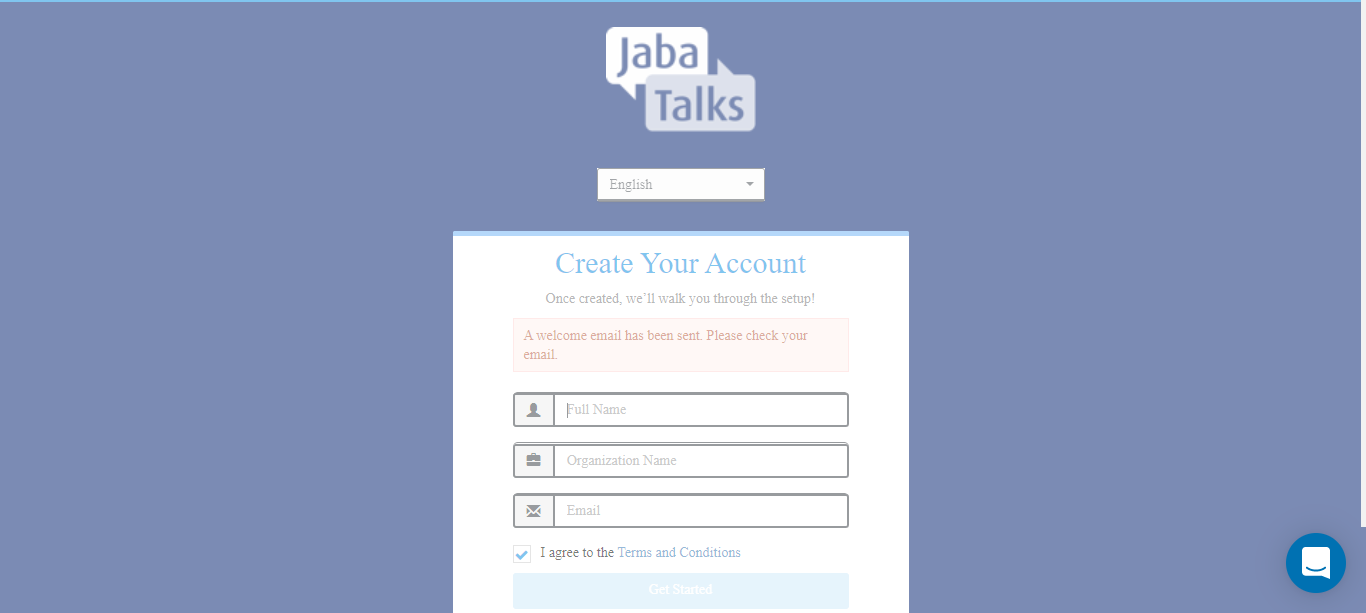 Jaba
Talks
English
Create Your Account
Once created, we'll walk you through the setup!
A welcome email has been sent. Please check your
email.
Full Name
Organization Name
Email
I agree to the Terms and Conditions
Get Started